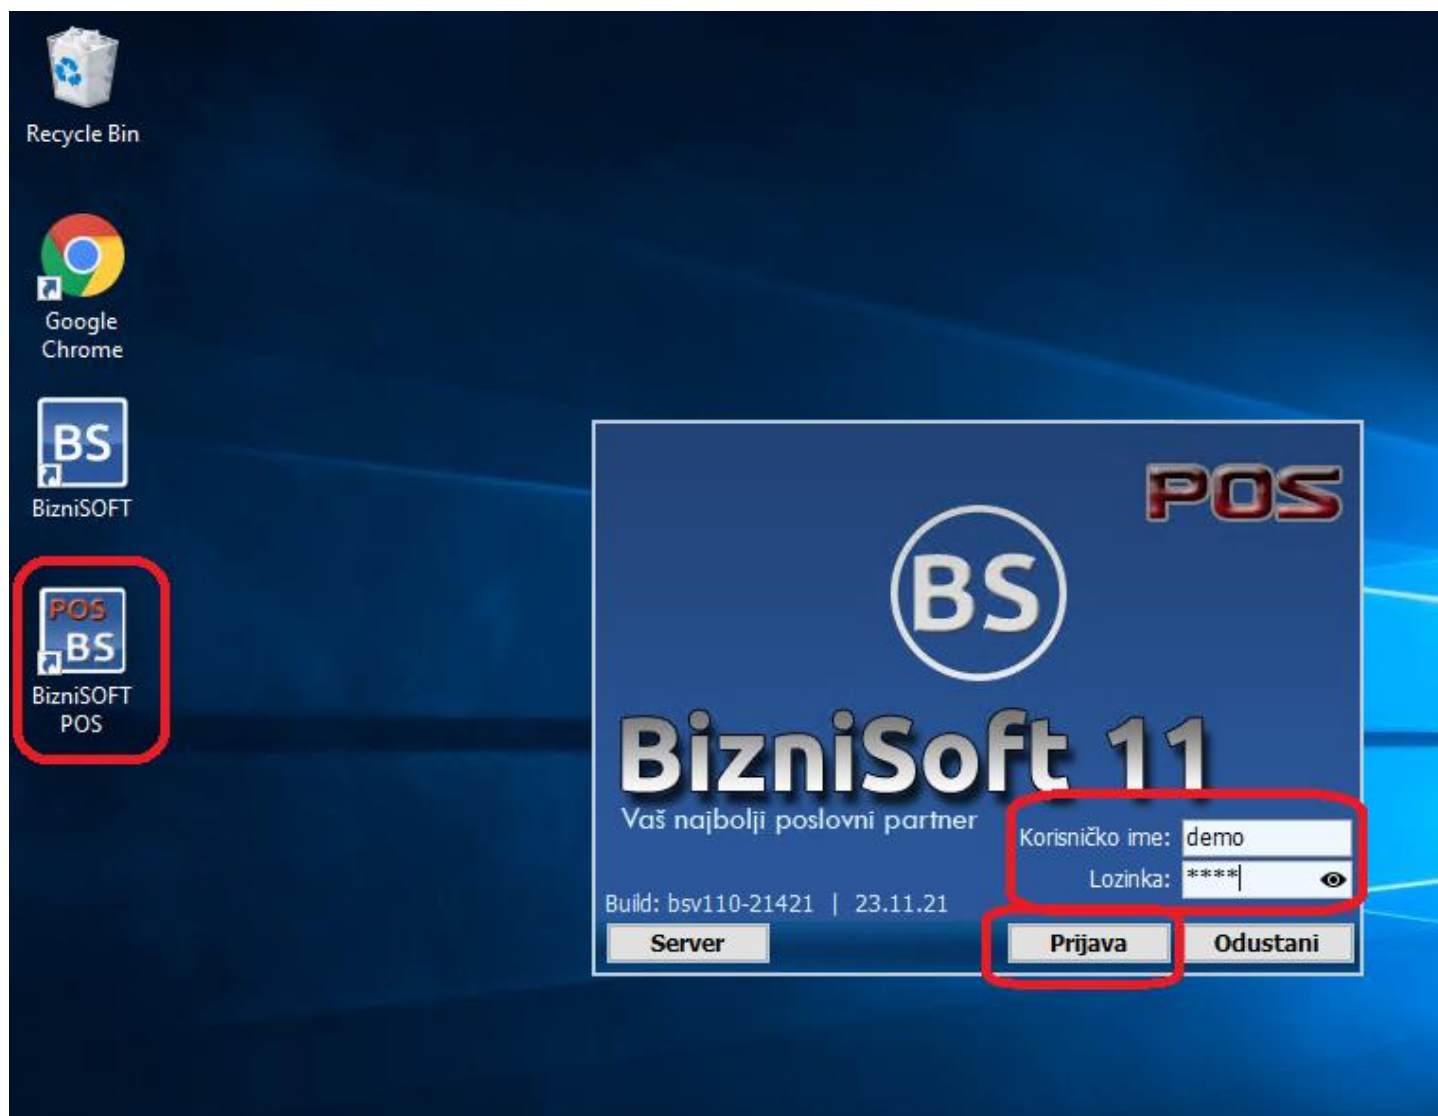 Recycle Bin
Google
Chrome
BS
BizniSOFT
POS
BS
BizniSOFT
POS
POS
BS
BizniSoft 11
Vaš najbolji poslovni partner
Korisničko ime: demo
Lozinka: ****
Build: bsv110-21421 | 23.11.21
Server Prijava Odustani